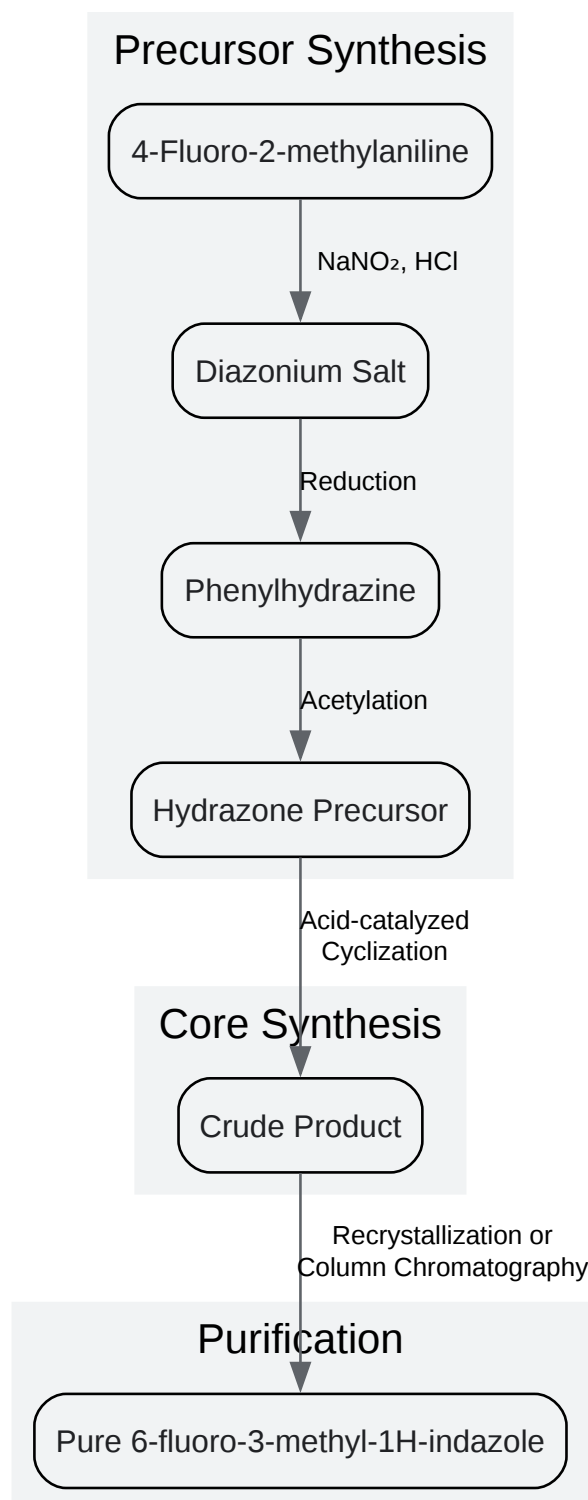 Precursor Synthesis
4-Fluoro-2-methylaniline
NaNO₂, HCl
Diazonium Salt
Reduction
Phenylhydrazine
Acetylation
Hydrazone Precursor
Acid-catalyzed
Cyclization
Core Synthesis
Crude Product
Recrystallization or
Column Chromatography
Purification
Pure 6-fluoro-3-methyl-1H-indazole